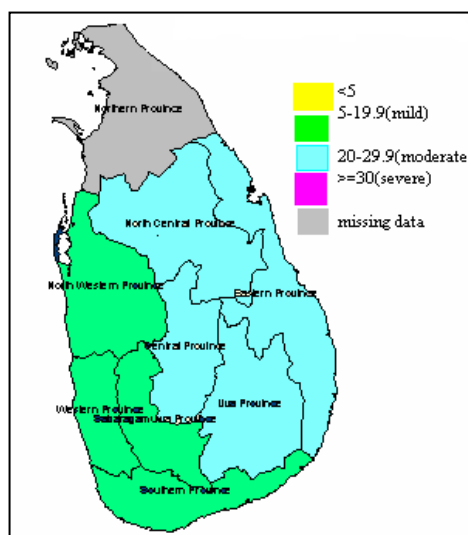 <5
5-19.9(mild)
20-29.9(moderate
>=30(severe)
missing data
Northern Province
North Central Province
North Western Province
Eastern Province
Central Province
Uva Province
Western Province
Sabaragamuwa Province
Southern Province